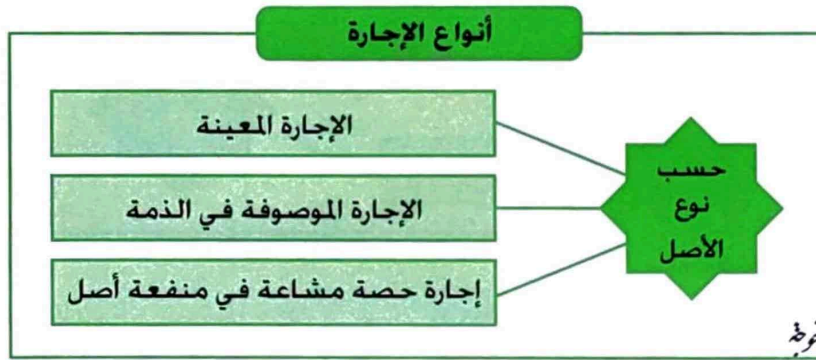 أنواع الإجارة
حسب
نوع
الأصل
الإجارة المعينة
الإجارة الموصوفة في الذمة
إجارة حصة مشاعة في منفعة أصل